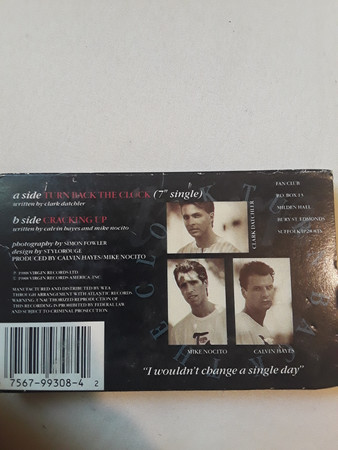 a side TURN BACK THE CLOCK (7" single)
written by clark datchler
b side CRACKING UP
written by calvin hayes and mike nocito
photography by SIMON FOWLER
design by STYLOROUGE
PRODUCED BY CALVIN HAYES/MIKE NOCITO
℗ 1988 VIRGIN RECORDS LTD.
© 1988 VIRGIN RECORDS AMERICA INC.
MANUFACTURED AND DISTRIBUTED BY WEA
THROUGH ARRANGEMENT WITH ATLANTIC RECORDS
WARNING: UNAUTHORIZED REPRODUCTION OF
THIS RECORDING IS PROHIBITED BY FEDERAL LAW
AND SUBJECT TO CRIMINAL PROSECUTION.
7567-99308-4 2
CLARK DATCHLER
MIKE NOCITO
CALVIN HAYES
FAN CLUB
P.O. BOX 15
MILDEN HALL
BURY ST. EDMONDS
SUFFOLK
"I wouldn't change a single day"